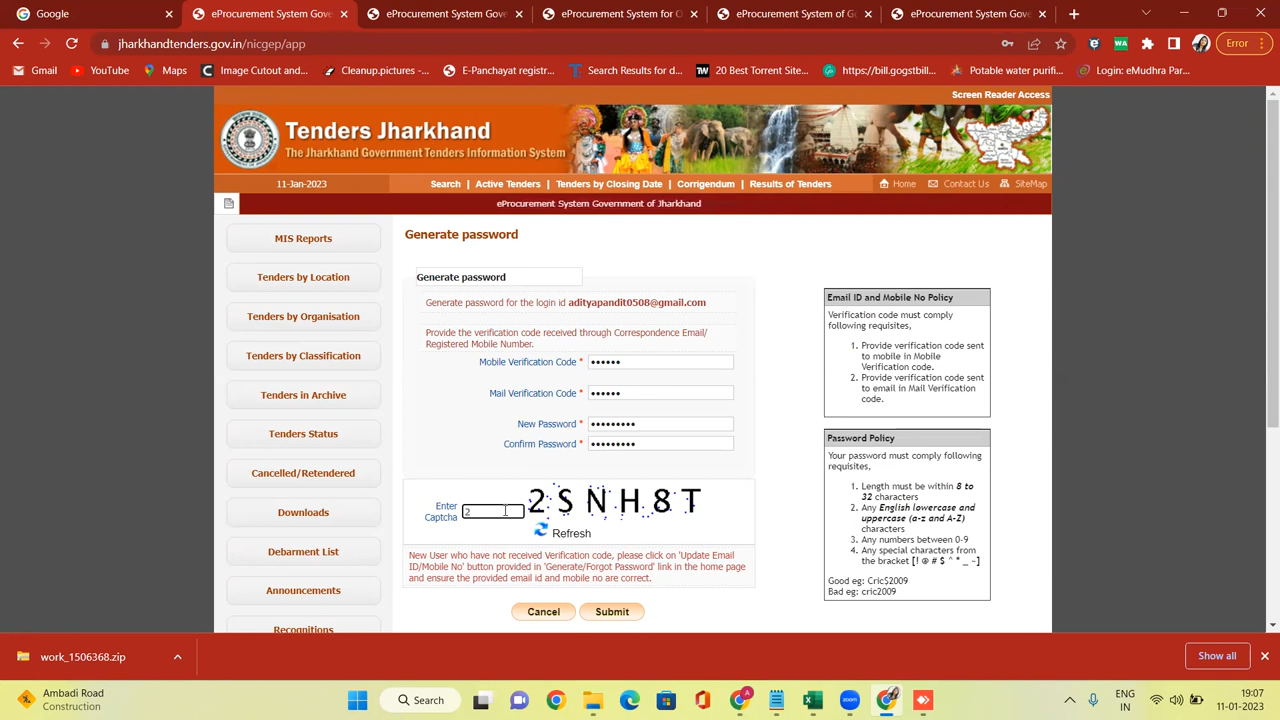 Google
eProcurement System Gove
eProcurement System Gove
eProcurement System for O
eProcurement System of Go
eProcurement System Gove
jharkhandtenders.gov.in/nicgep/app
Error
Gmail
YouTube
Maps
Image Cutout and...
Cleanup.pictures -...
E-Panchayat registr...
Search Results for d...
20 Best Torrent Site...
https://bill.gogstbill...
Potable water purifi...
Login: eMudhra Par...
Screen Reader Access
Tenders Jharkhand
The Jharkhand Government Tenders Information System
11-Jan-2023
Search | Active Tenders | Tenders by Closing Date | Corrigendum | Results of Tenders
Home
Contact Us
SiteMap
eProcurement System Government of Jharkhand
MIS Reports
Tenders by Location
Tenders by Organisation
Tenders by Classification
Tenders in Archive
Tenders Status
Cancelled/Retendered
Downloads
Debarment List
Announcements
Recognitions
Generate password
Generate password
Generate password for the login id adityapandit0508@gmail.com
Provide the verification code received through Correspondence Email/
Registered Mobile Number.
Mobile Verification Code * ••••••
Mail Verification Code * ••••••
New Password * •••••••••
Confirm Password * •••••••••
Enter
Captcha
2
2SNH8T
Refresh
New User who have not received Verification code, please click on 'Update Email
ID/Mobile No' button provided in 'Generate/Forgot Password' link in the home page
and ensure the provided email id and mobile no are correct.
Cancel
Submit
Email ID and Mobile No Policy
Verification code must comply
following requisites,
1. Provide verification code sent
to mobile in Mobile
Verification code.
2. Provide verification code sent
to email in Mail Verification
code.
Password Policy
Your password must comply following
requisites,
1. Length must be within 8 to
32 characters
2. Any English lowercase and
uppercase (a-z and A-Z)
characters
3. Any numbers between 0-9
4. Any special characters from
the bracket [! @ # $ ^ * _ ~]
Good eg: Cric$2009
Bad eg: cric2009
work_1506368.zip
Show all
Ambadi Road
Construction
Search
ENG
IN
19:07
11-01-2023